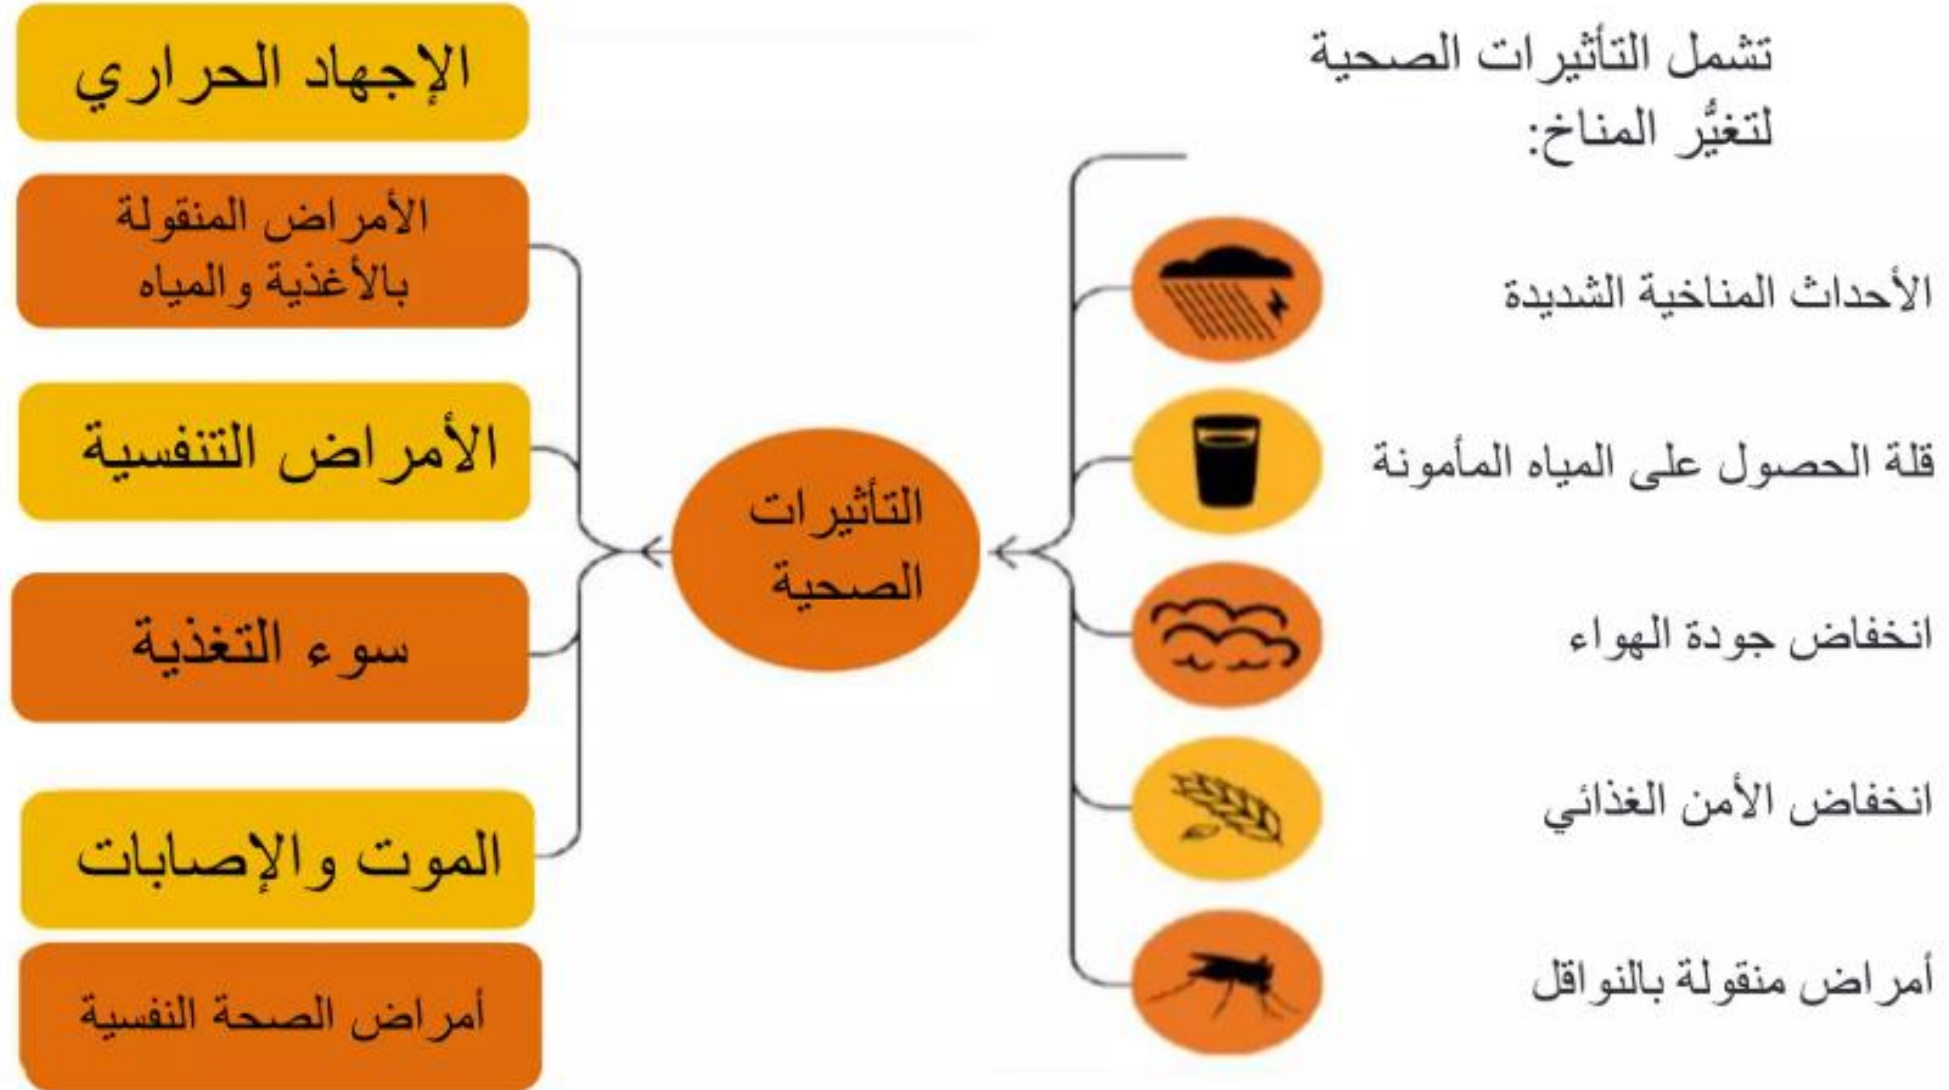 تشمل التأثيرات الصحية
لتغيُّر المناخ:
الأحداث المناخية الشديدة
قلة الحصول على المياه المأمونة
انخفاض جودة الهواء
انخفاض الأمن الغذائي
أمراض منقولة بالنواقل
التأثيرات
الصحية
الإجهاد الحراري
الأمراض المنقولة
بالأغذية والمياه
الأمراض التنفسية
سوء التغذية
الموت والإصابات
أمراض الصحة النفسية